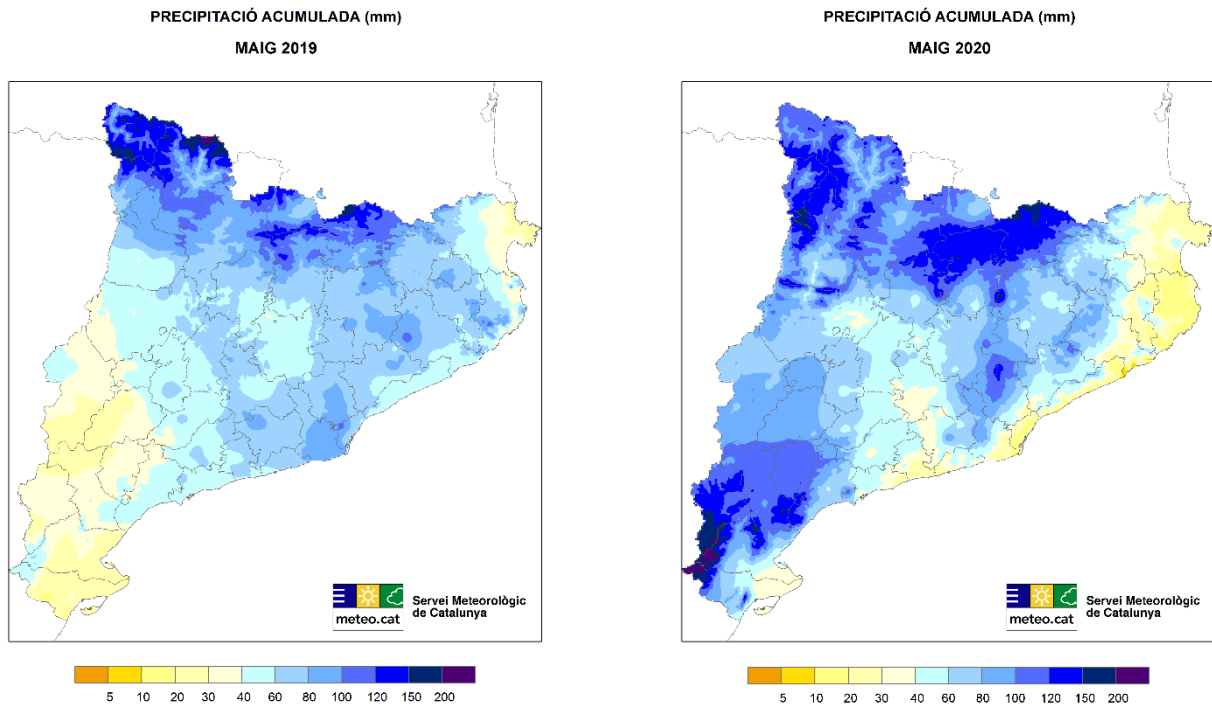 PRECIPITACIÓ ACUMULADA (mm)
MAIG 2019
Servei Meteorològic
de Catalunya
meteo.cat
5 10 20 30 40 60 80 100 120 150 200
PRECIPITACIÓ ACUMULADA (mm)
MAIG 2020
Servei Meteorològic
de Catalunya
meteo.cat
5 10 20 30 40 60 80 100 120 150 200